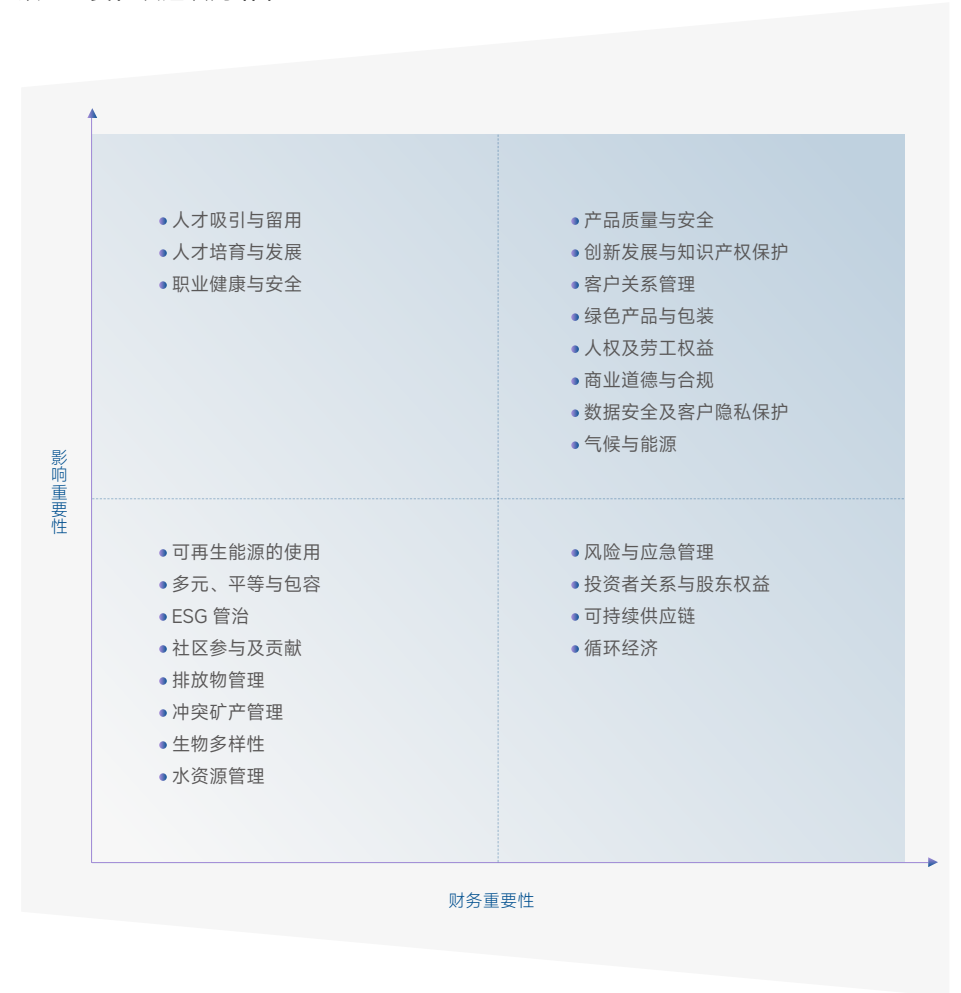 人才吸引与留用
人才培育与发展
职业健康与安全
产品质量与安全
创新发展与知识产权保护
客户关系管理
绿色产品与包装
人权及劳工权益
商业道德与合规
数据安全及客户隐私保护
气候与能源
影响重要性
可再生能源的使用
多元、平等与包容
ESG 管治
社区参与及贡献
排放物管理
冲突矿产管理
生物多样性
水资源管理
风险与应急管理
投资者关系与股东权益
可持续供应链
循环经济
财务重要性